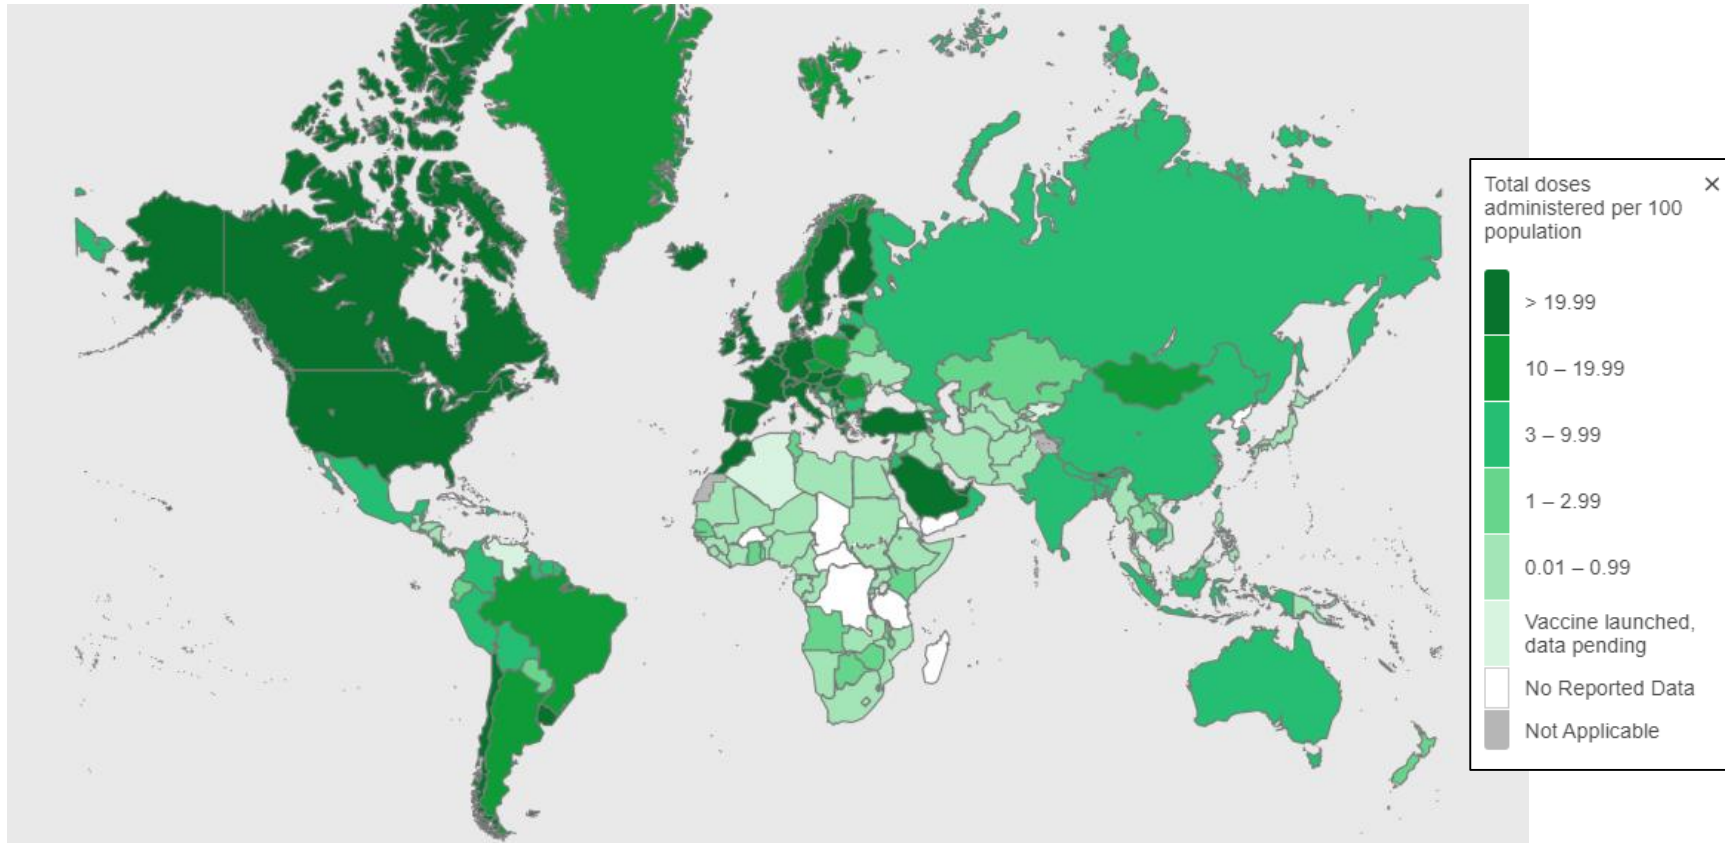 Total doses ×
administered per 100
population
> 19.99
10 – 19.99
3 – 9.99
1 – 2.99
0.01 – 0.99
Vaccine launched,
data pending
No Reported Data
Not Applicable